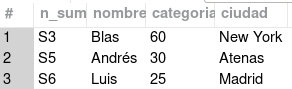 # n_sum nombre categoria ciudad
1 S3 Blas 60 New York
2 S5 Andrés 30 Atenas
3 S6 Luis 25 Madrid